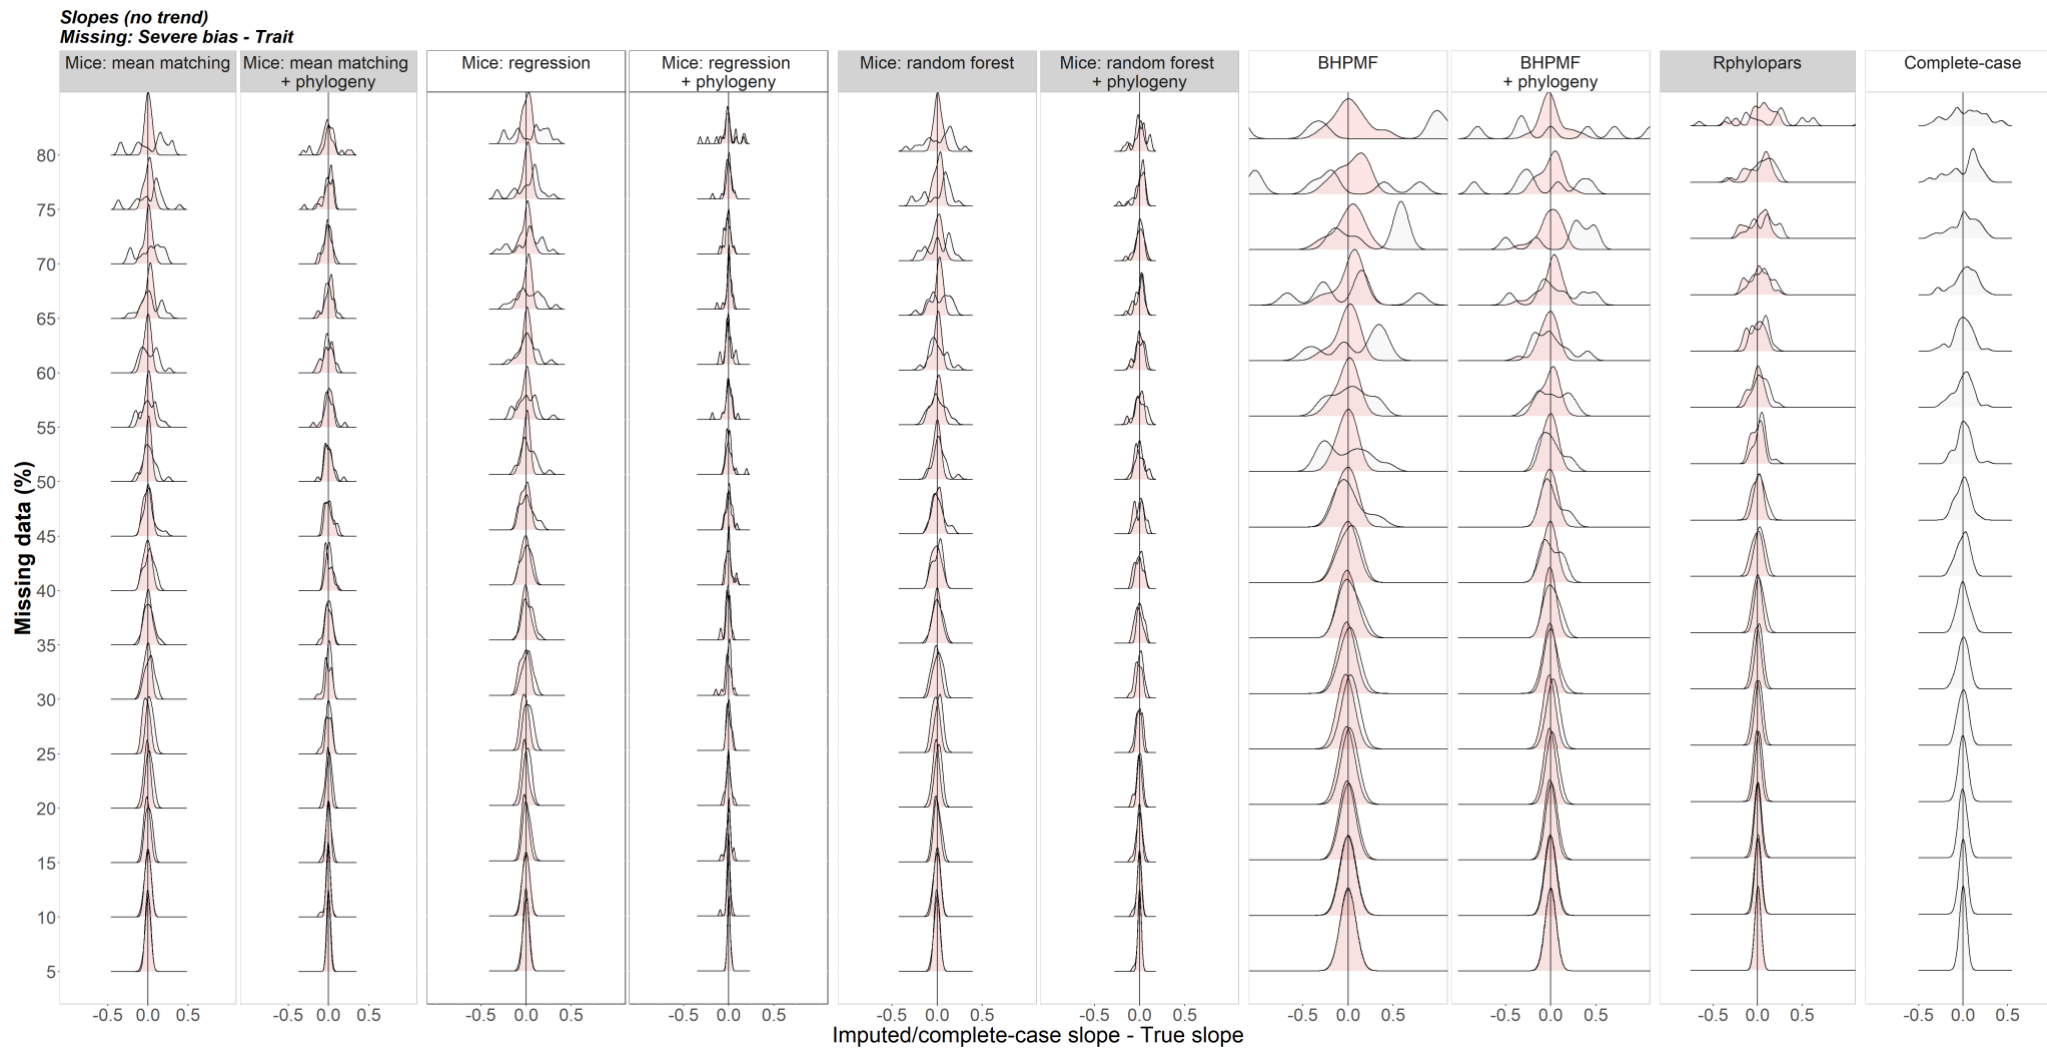 Slopes (no trend)
Missing: Severe bias - Trait
Mice: mean matching
Mice: mean matching
+ phylogeny
Mice: regression
Mice: regression
+ phylogeny
Mice: random forest
Mice: random forest
+ phylogeny
BHPMF
BHPMF
+ phylogeny
Rphylopars
Complete-case
Missing data (%)
80
75
70
65
60
55
50
45
40
35
30
25
20
15
10
5
-0.5 0.0 0.5
-0.5 0.0 0.5
-0.5 0.0 0.5
-0.5 0.0 0.5
-0.5 0.0 0.5
-0.5 0.0 0.5
-0.5 0.0 0.5
-0.5 0.0 0.5
-0.5 0.0 0.5
-0.5 0.0 0.5
Imputed/complete-case slope - True slope